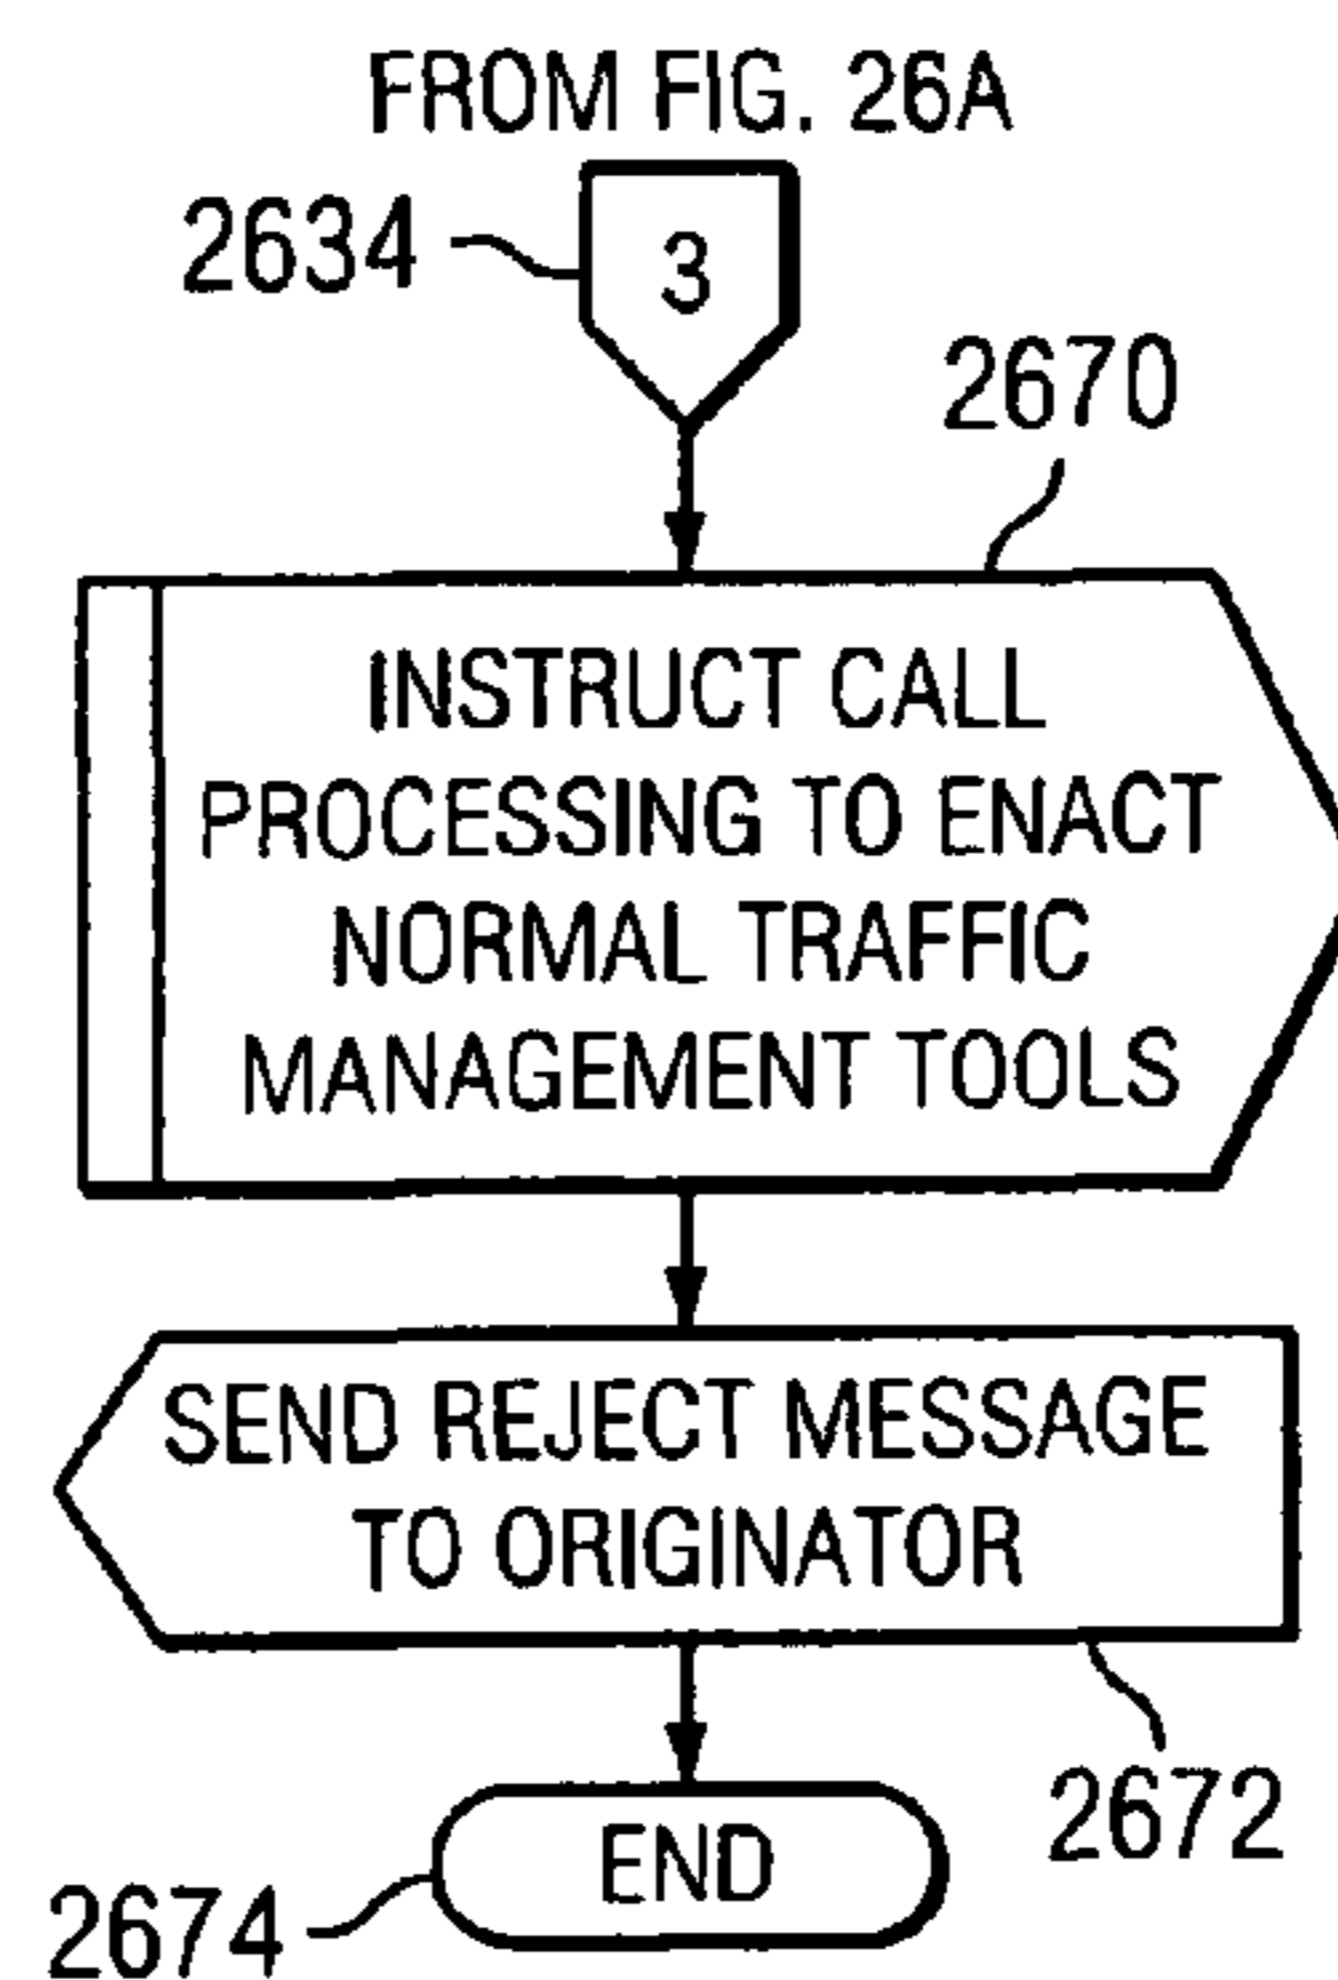 FROM FIG. 26A
2634
3
2670
INSTRUCT CALL
PROCESSING TO ENACT
NORMAL TRAFFIC
MANAGEMENT TOOLS
SEND REJECT MESSAGE
TO ORIGINATOR
2672
END
2674